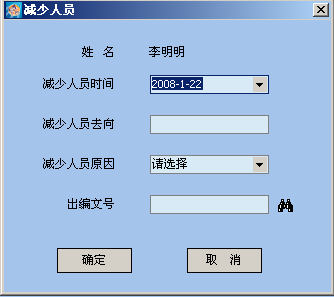 减少人员
姓 名 李明明
减少人员时间 2008-1-22
减少人员去向
减少人员原因 请选择
出编文号
确定 取 消